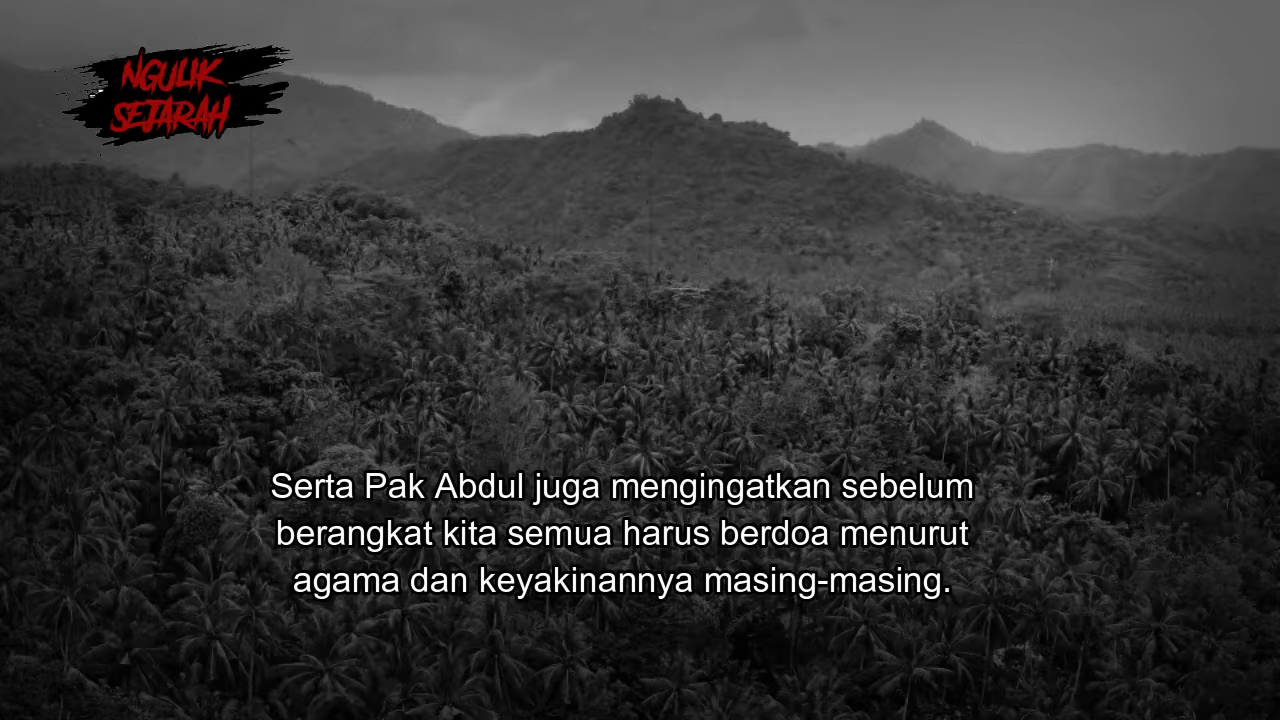 NGULIK
SEJARAH
Serta Pak Abdul juga mengingatkan sebelum
berangkat kita semua harus berdoa menurut
agama dan keyakinannya masing-masing.